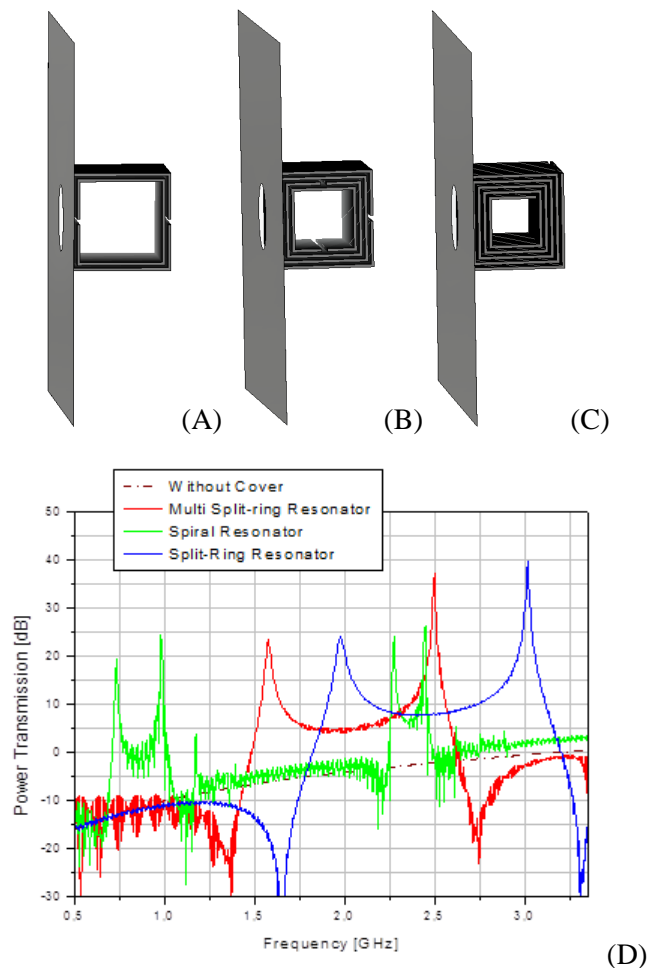 (A) (B) (C)
Without Cover
Multi Split-ring Resonator
Spiral Resonator
Split-Ring Resonator
50
40
30
20
10
0
-10
-20
-30
Power Transmission [dB]
0,5 1,0 1,5 2,0 2,5 3,0
Frequency [GHz]
(D)